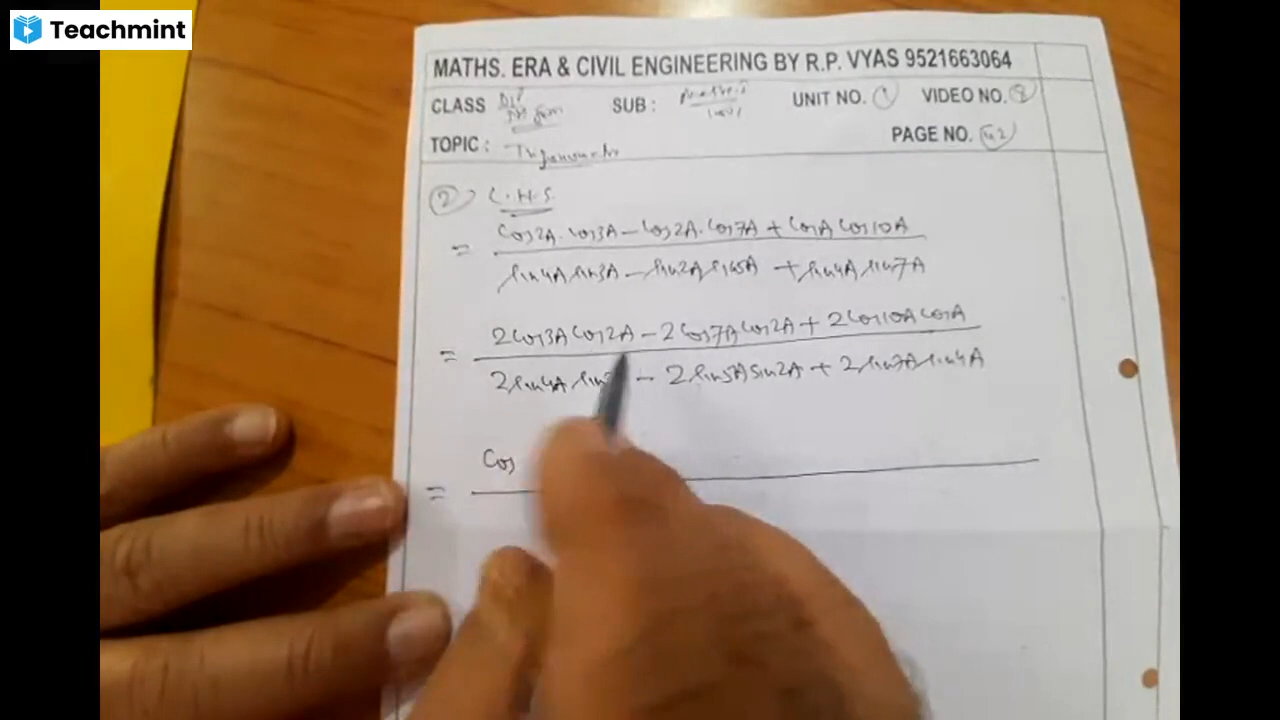 Teachmint
MATHS. ERA & CIVIL ENGINEERING BY R.P. VYAS 9521663064
CLASS SUB : UNIT NO. 1 VIDEO NO.
TOPIC : PAGE NO.
2 L.H.S.
= Cos2A.Cos3A - Cos2A.Cos7A + CosA Cos10A
sin4A sin3A - sin2A sin5A + sin4A sin7A
= 2Cos3A Cos2A - 2Cos7A Cos2A + 2Cos10A CosA
2sin4A - 2sin5A sin2A + 2sin7A sin4A
= Cos